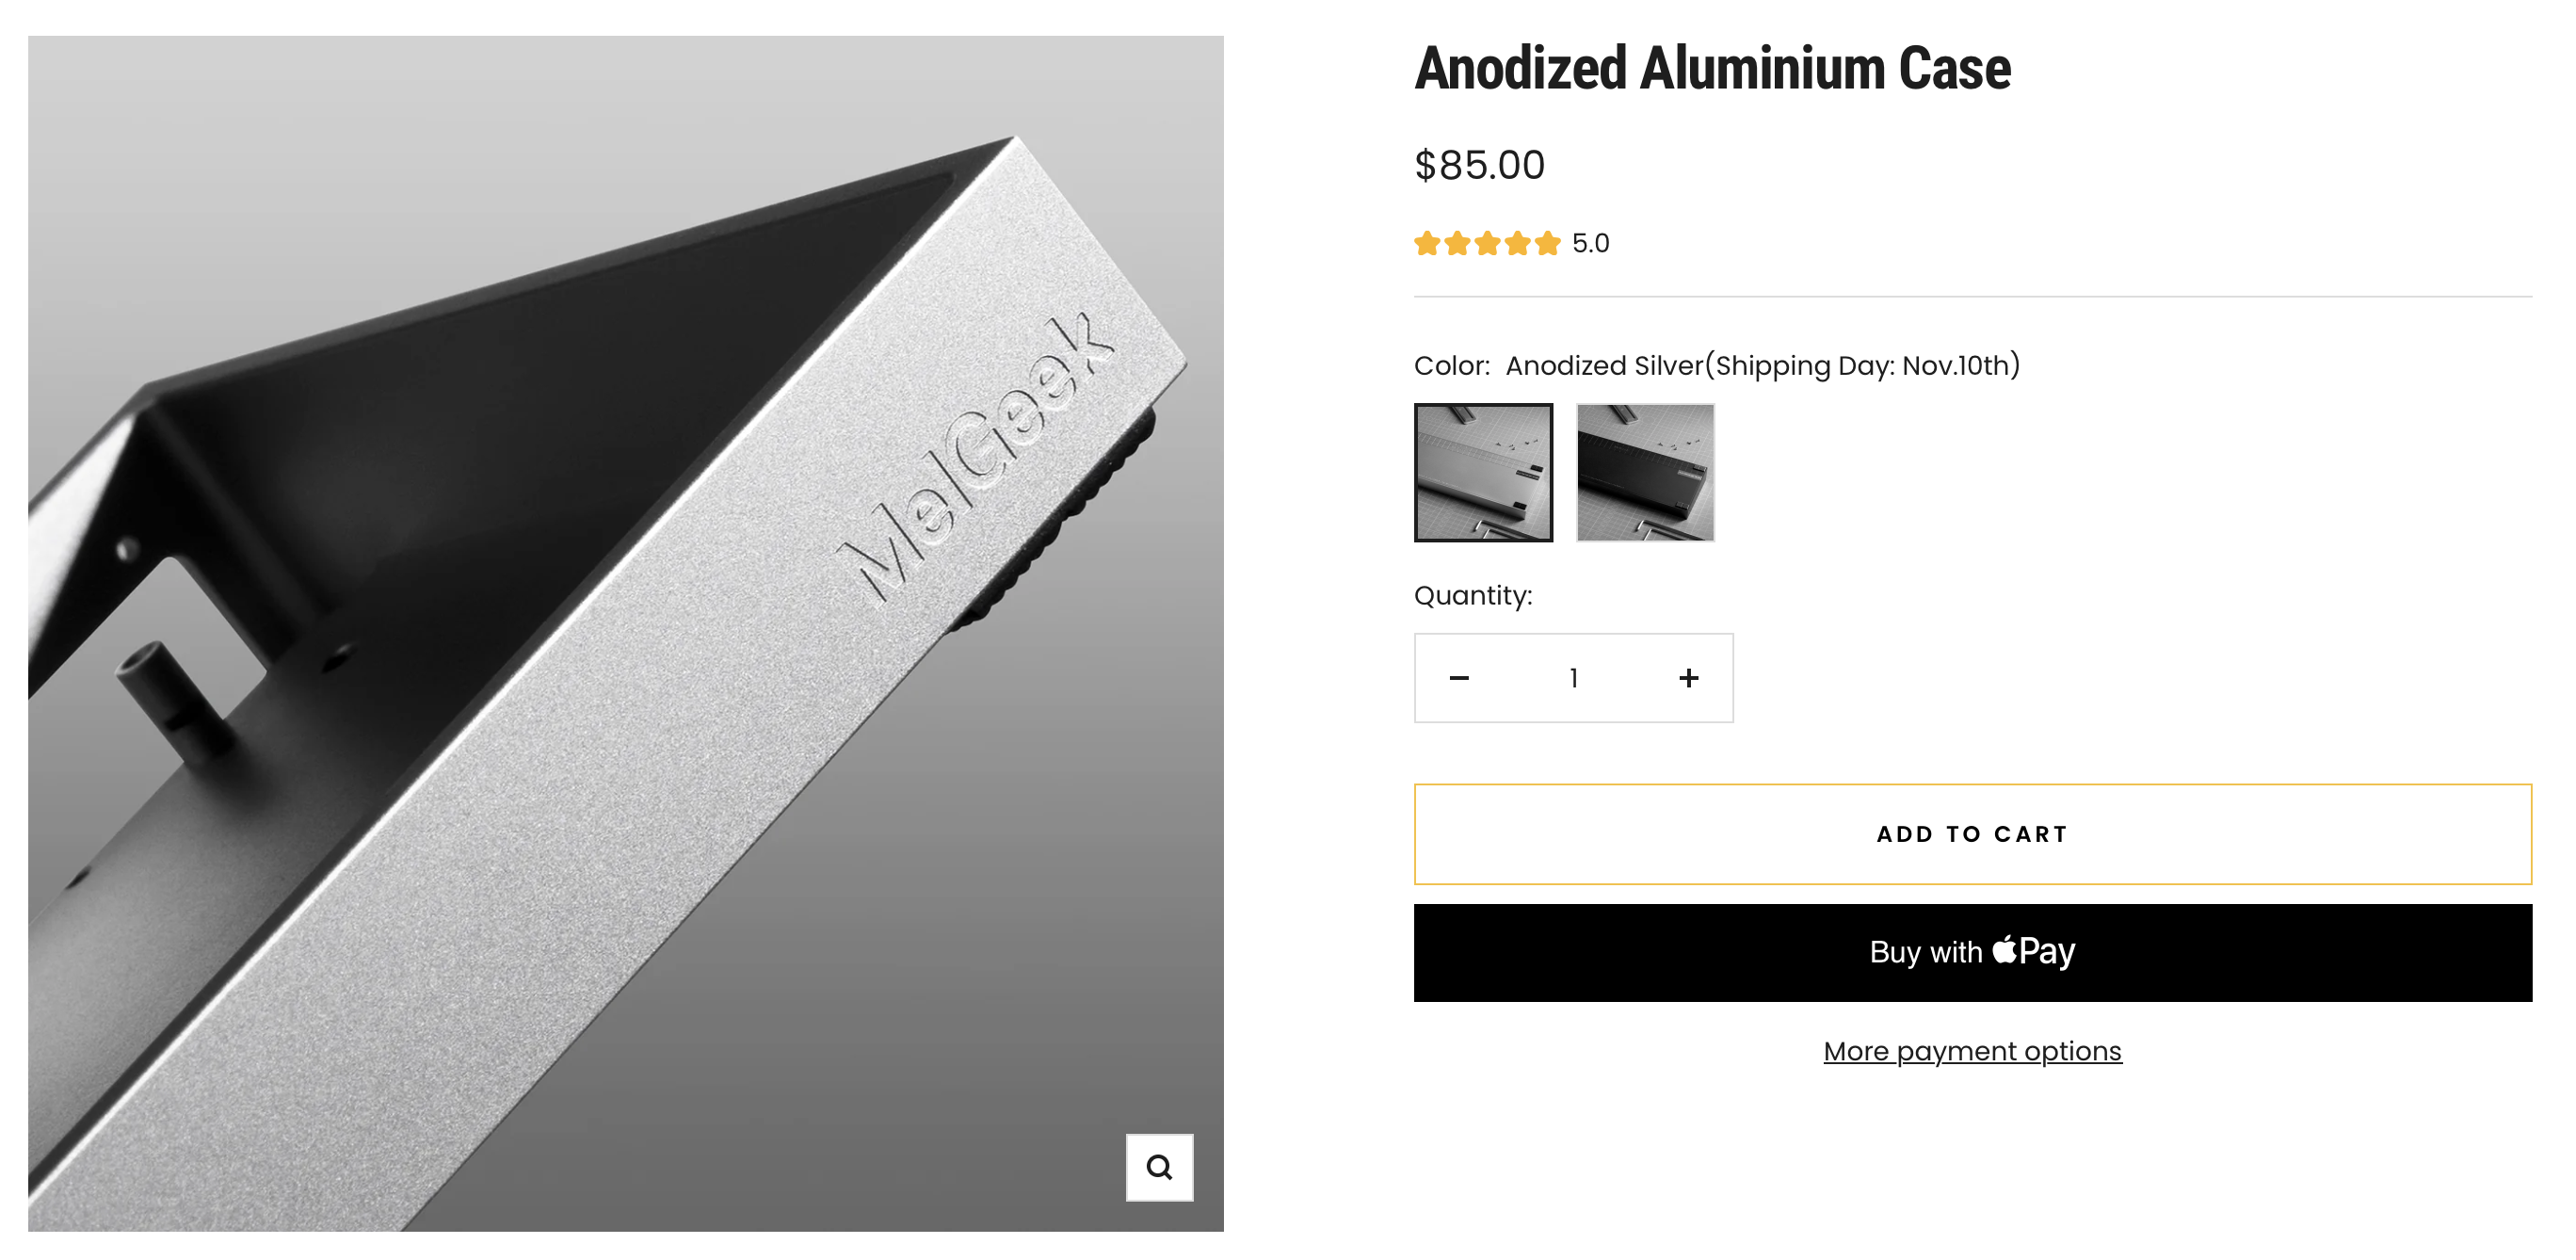 MelGeek
Anodized Aluminium Case
$85.00
5.0
Color: Anodized Silver(Shipping Day: Nov.10th)
Quantity:
− 1 +
ADD TO CART
Buy with Pay
More payment options